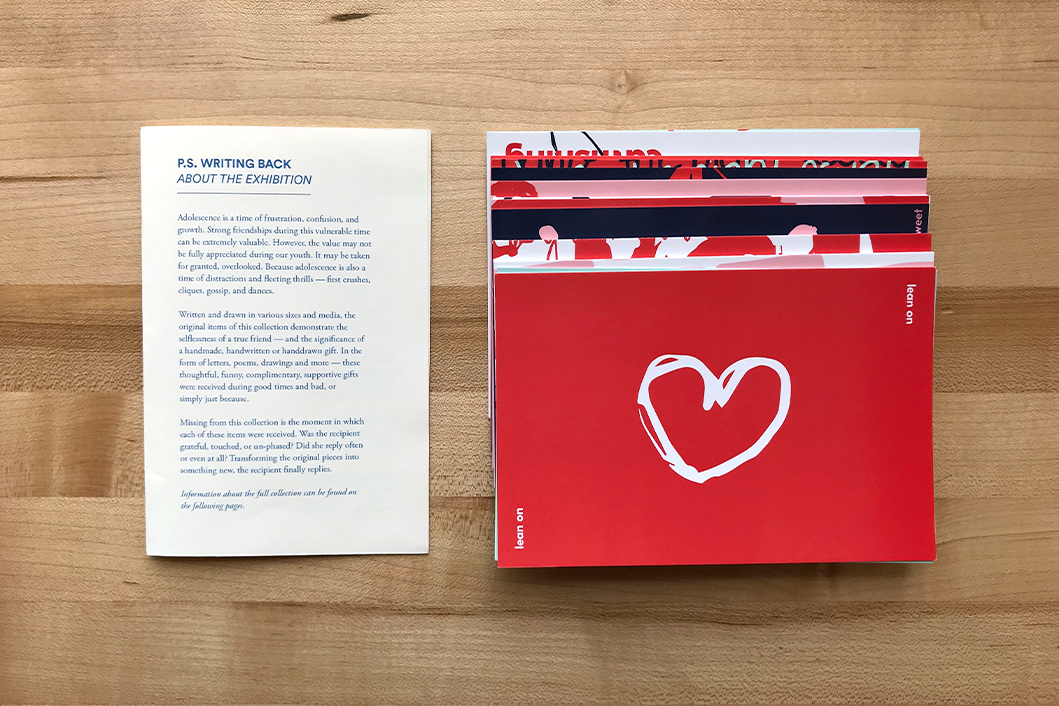 P.S. WRITING BACK
ABOUT THE EXHIBITION
Adolescence is a time of frustration, confusion, and
growth. Strong friendships during this vulnerable time
can be extremely valuable. However, the value may not
be fully appreciated during our youth. It may be taken
for granted, overlooked. Because adolescence is also a
time of distractions and fleeting thrills — first crushes,
cliques, gossip, and dances.
Written and drawn in various sizes and media, the
original items of this collection demonstrate the
selflessness of a true friend — and the significance of
a handmade, handwritten or handdrawn gift. In the
form of letters, poems, drawings and more — these
thoughtful, funny, complimentary, supportive gifts
were received during good times and bad, or
simply just because.
Missing from this collection is the moment in which
each of these items were received. Was the recipient
grateful, touched, or un-phased? Did she reply often
or even at all? Transforming the original pieces into
something new, the recipient finally replies.
Information about the full collection can be found on
the following pages.
lean on
lean on